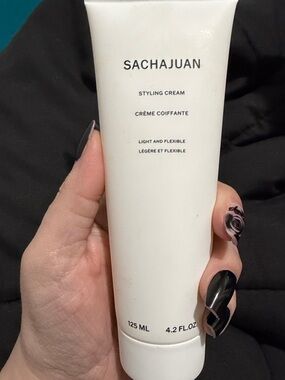 SACHAJUAN
STYLING CREAM
CRÈME COIFFANTE
LIGHT AND FLEXIBLE
LÉGÈRE ET FLEXIBLE
125 ML 4.2 FL.OZ